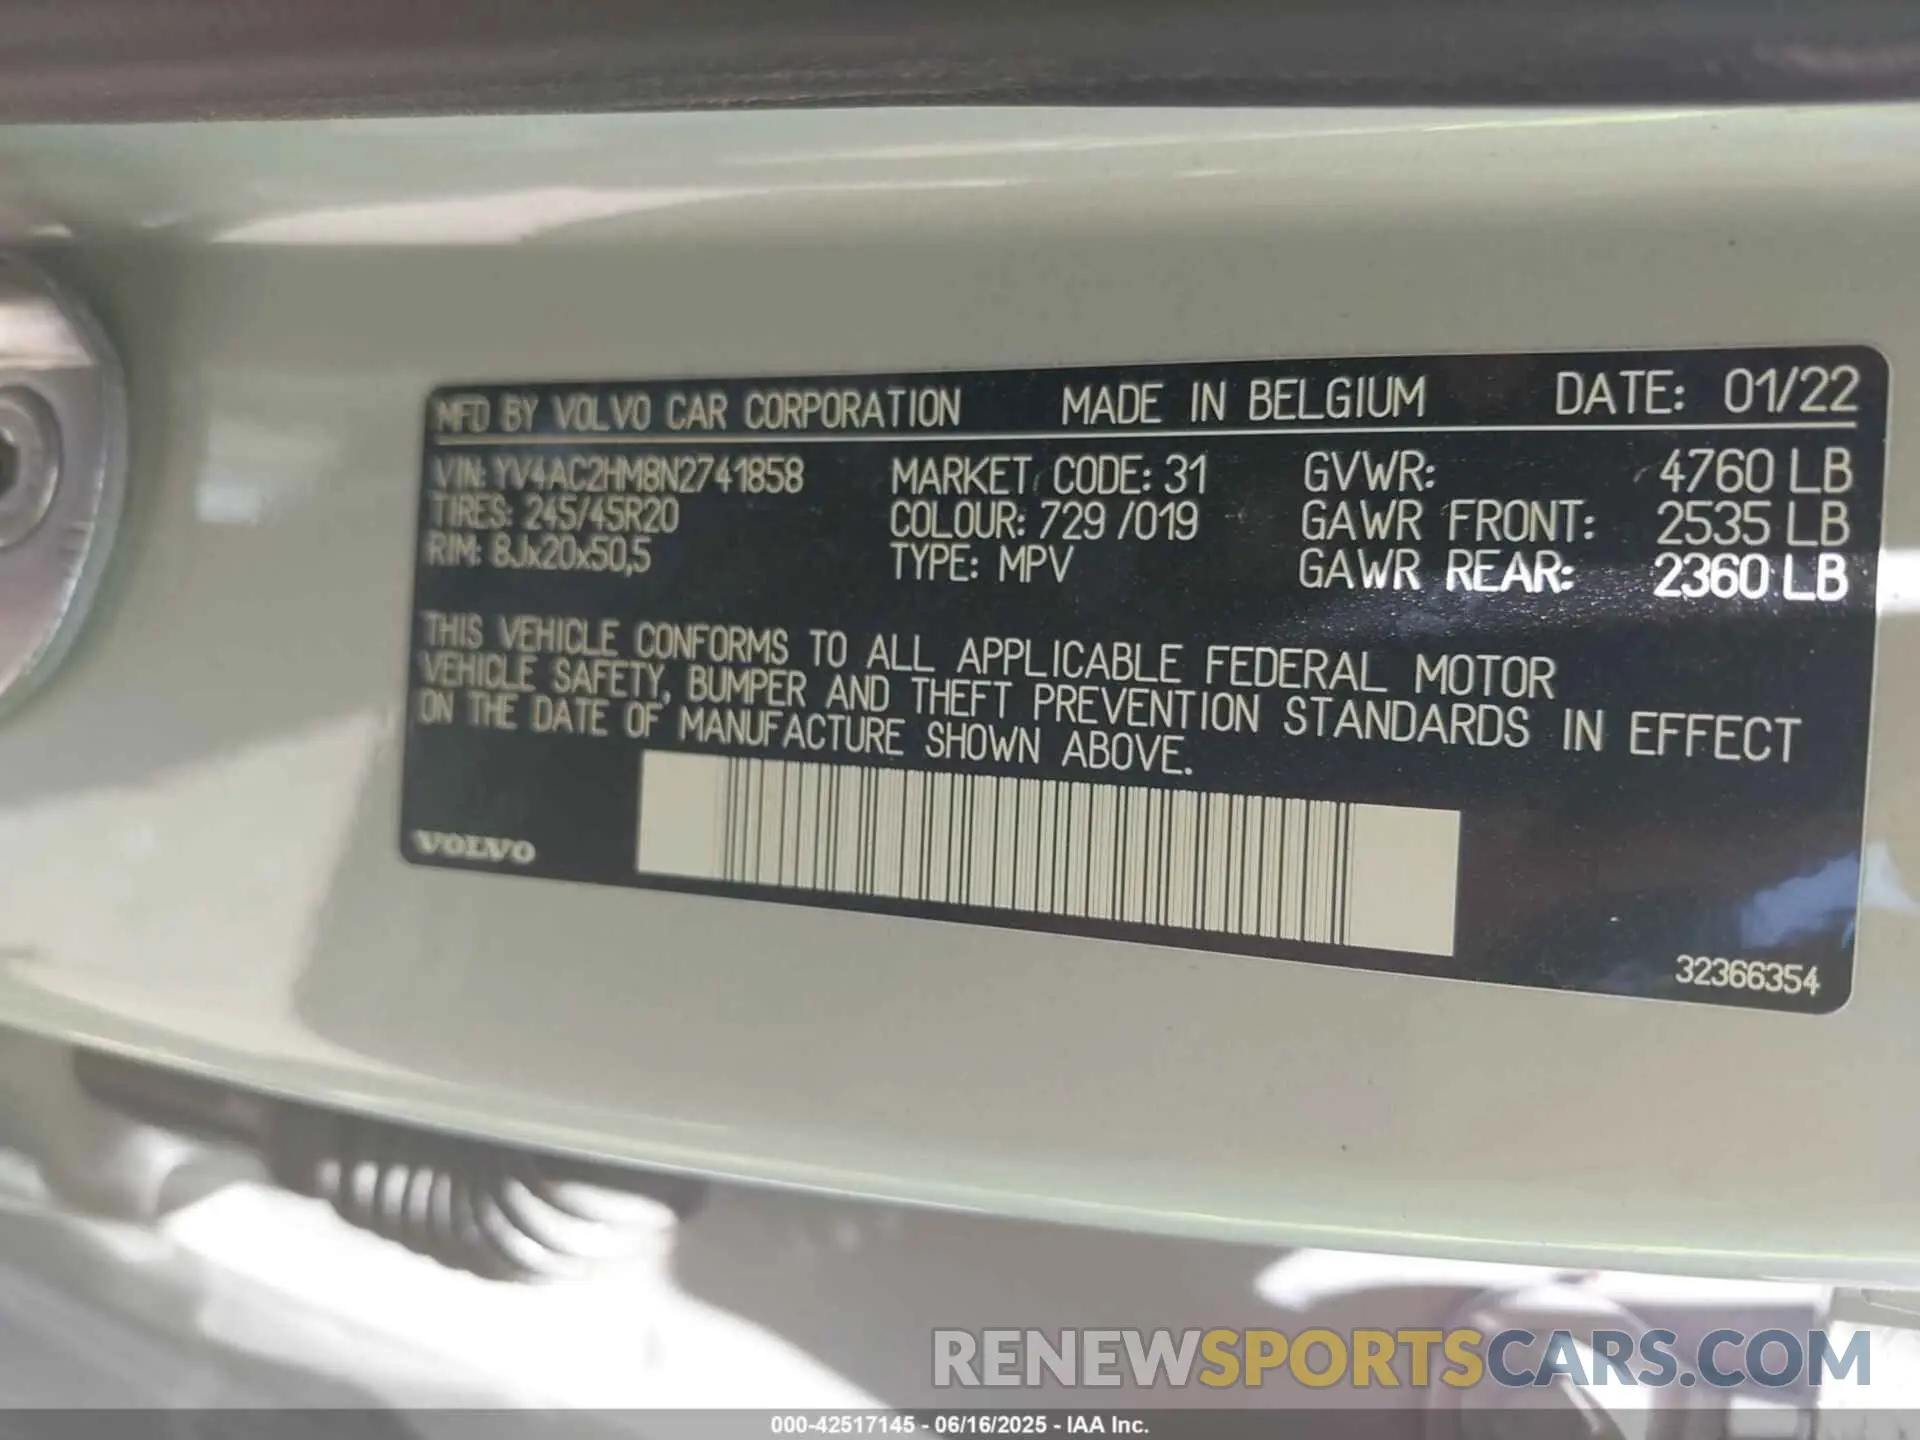 MFD BY VOLVO CAR CORPORATION MADE IN BELGIUM DATE: 01/22
VIN: YV4AC2HM8N2741858 MARKET CODE: 31 GVWR: 4760 LB
TIRES: 245/45R20 COLOUR: 729 /019 GAWR FRONT: 2535 LB
RIM: 8Jx20x50,5 TYPE: MPV GAWR REAR: 2360 LB
THIS VEHICLE CONFORMS TO ALL APPLICABLE FEDERAL MOTOR
VEHICLE SAFETY, BUMPER AND THEFT PREVENTION STANDARDS IN EFFECT
ON THE DATE OF MANUFACTURE SHOWN ABOVE.
VOLVO
32366354
RENEWSPORTSCARS.COM
000-42517145 - 06/16/2025 - IAA Inc.